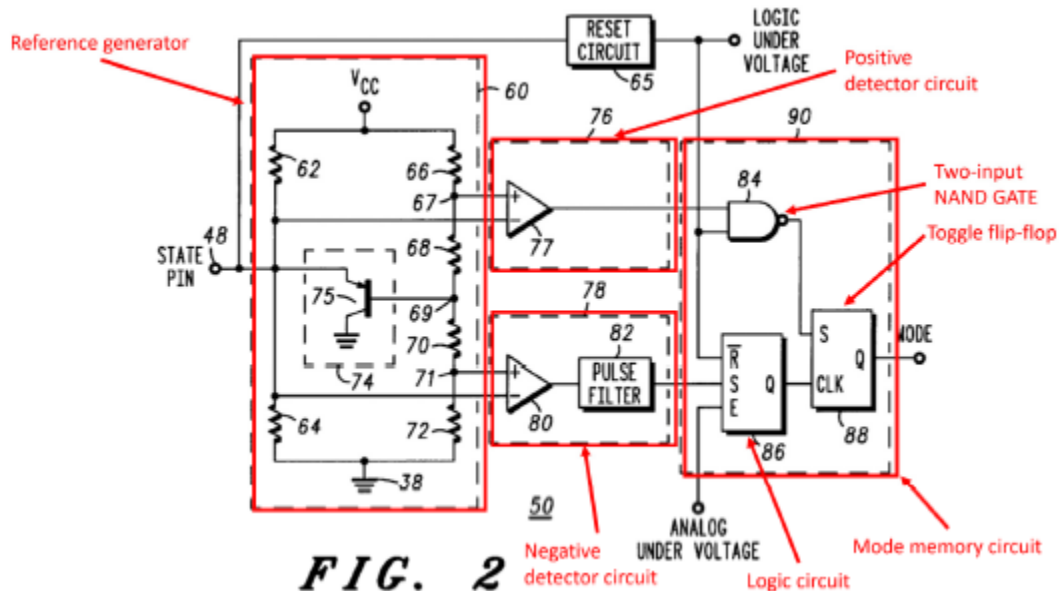 Reference generator
RESET
CIRCUIT
65
LOGIC
UNDER
VOLTAGE
Positive
detector circuit
VCC
60
76
90
62
66
67
84
Two-input
NAND GATE
77
Toggle flip-flop
48
STATE
PIN
68
75
69
78
70
82
74
71
PULSE
FILTER
80
64
72
R
S
E
Q
86
S
Q
CLK
88
MODE
38
50
ANALOG
UNDER VOLTAGE
Negative
detector circuit
Logic circuit
Mode memory circuit
FIG. 2